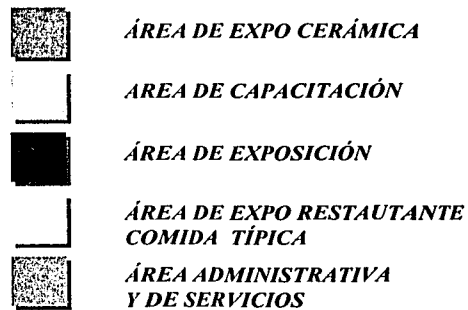 ÁREA DE EXPO CERÁMICA
AREA DE CAPACITACIÓN
ÁREA DE EXPOSICIÓN
ÁREA DE EXPO RESTAUTANTE
COMIDA TÍPICA
ÁREA ADMINISTRATIVA
Y DE SERVICIOS